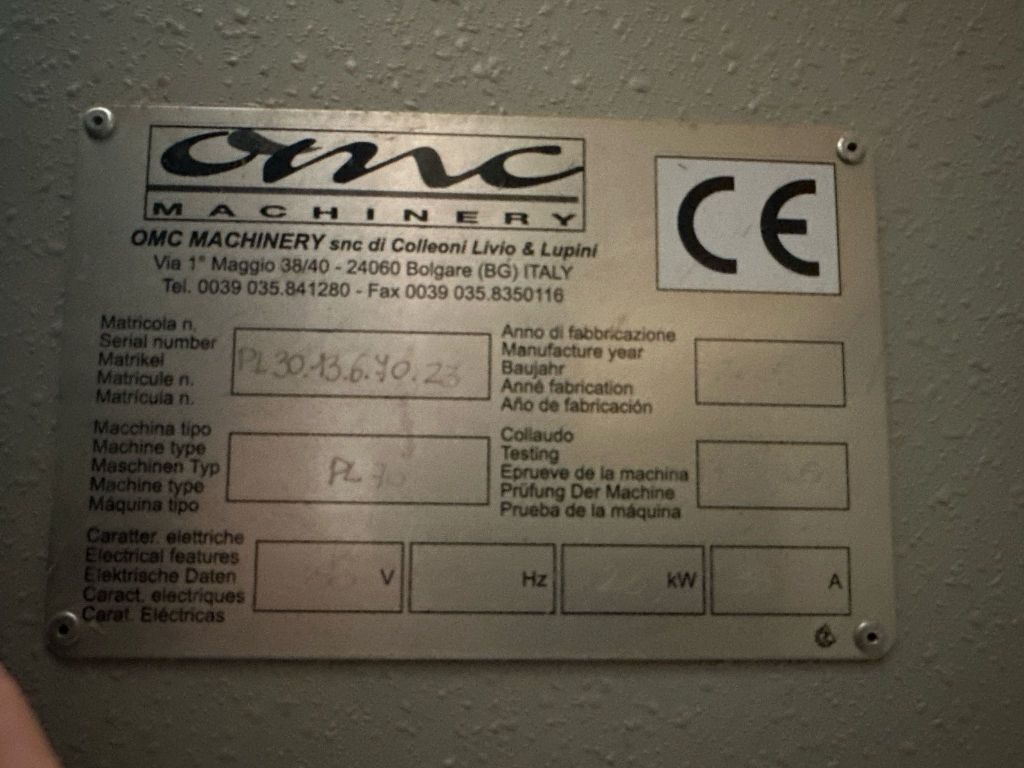 omc
MACHINERY
OMC MACHINERY snc di Colleoni Livio & Lupini
Via 1° Maggio 38/40 - 24060 Bolgare (BG) ITALY
Tel. 0039 035.841280 - Fax 0039 035.8350116
CE
Matricola n.
Serial number
Matrikel
Matricule n.
Matrícula n.
PL30.13.6.70.23
Anno di fabbricazione
Manufacture year
Baujahr
Anné fabrication
Año de fabricación
Macchina tipo
Machine type
Maschinen Typ
Machine type
Máquina tipo
PL70
Collaudo
Testing
Eprueve de la machina
Prüfung Der Machine
Prueba de la máquina
Caratter. elettriche
Electrical features
Elektrische Daten
Caract. electriques
Carat. Eléctricas
V
Hz
kW
A